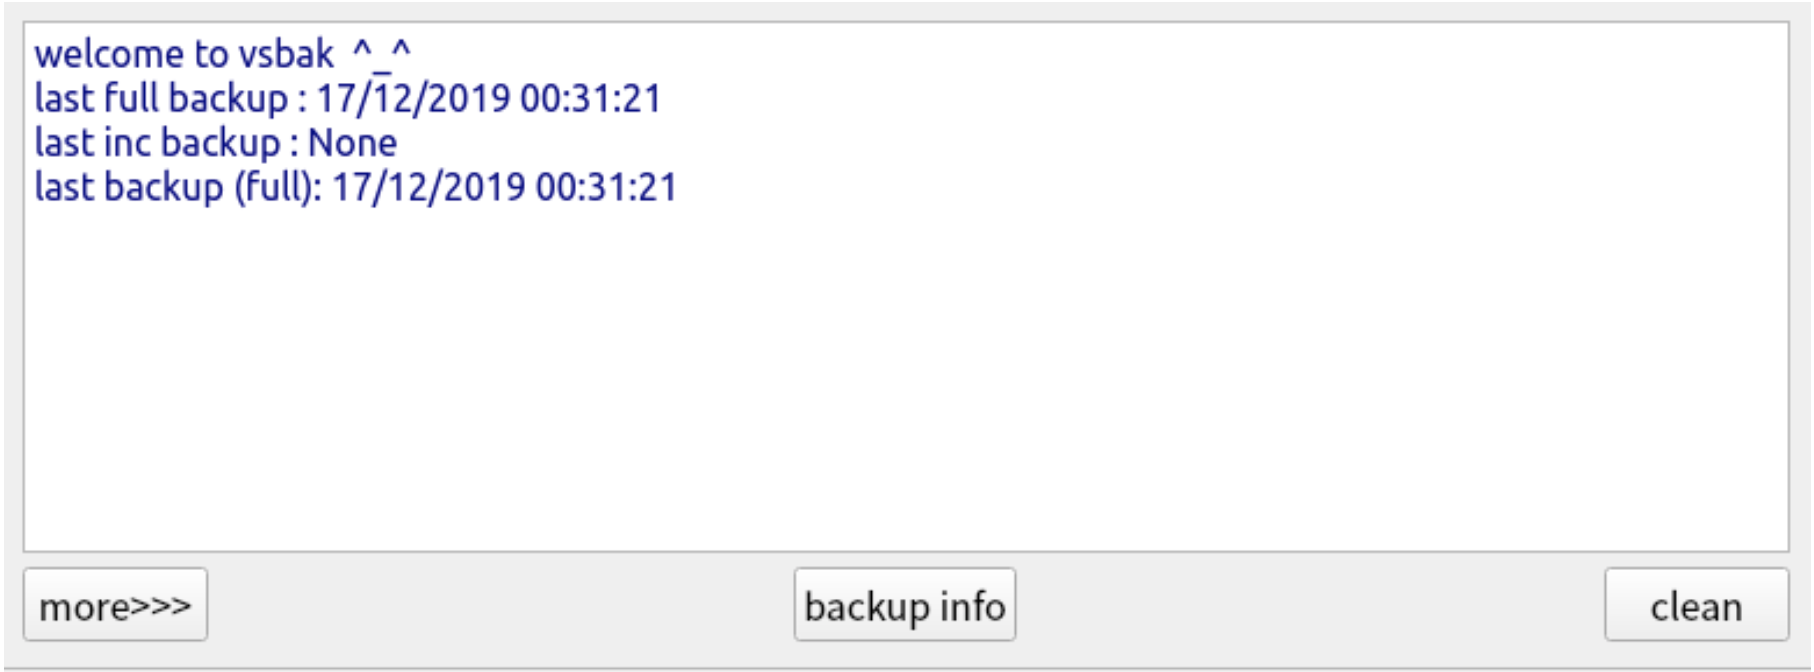 welcome to vsbak  ^_^
last full backup : 17/12/2019 00:31:21
last inc backup : None
last backup (full): 17/12/2019 00:31:21
more>>>
backup info
clean